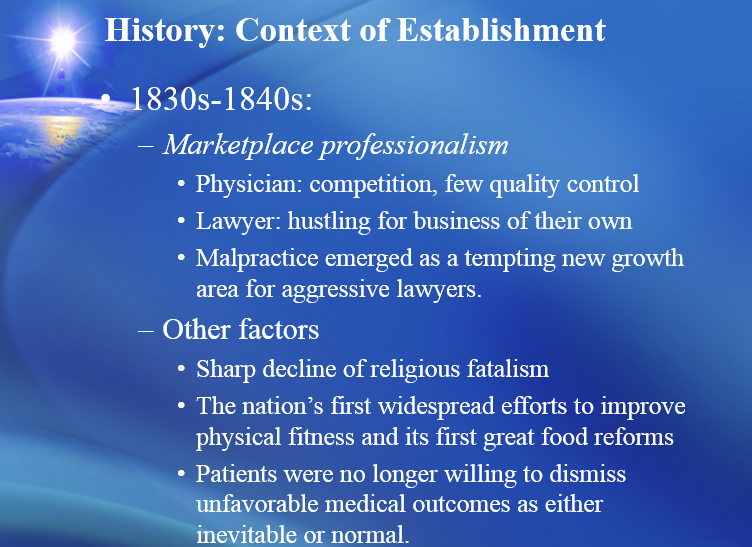 History: Context of Establishment
• 1830s-1840s:
– Marketplace professionalism
• Physician: competition, few quality control
• Lawyer: hustling for business of their own
• Malpractice emerged as a tempting new growth
area for aggressive lawyers.
– Other factors
• Sharp decline of religious fatalism
• The nation’s first widespread efforts to improve
physical fitness and its first great food reforms
• Patients were no longer willing to dismiss
unfavorable medical outcomes as either
inevitable or normal.